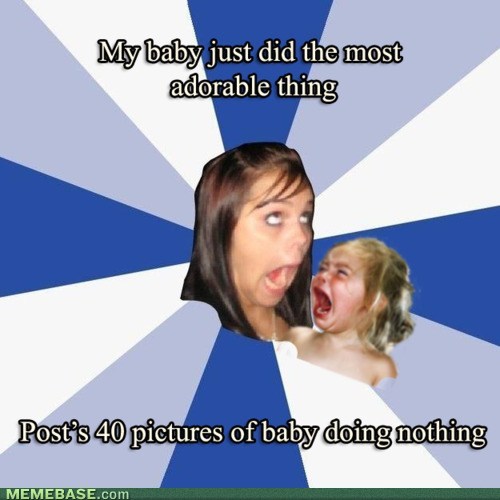 My baby just did the most
adorable thing
Post's 40 pictures of baby doing nothing
MEMEBASE.com